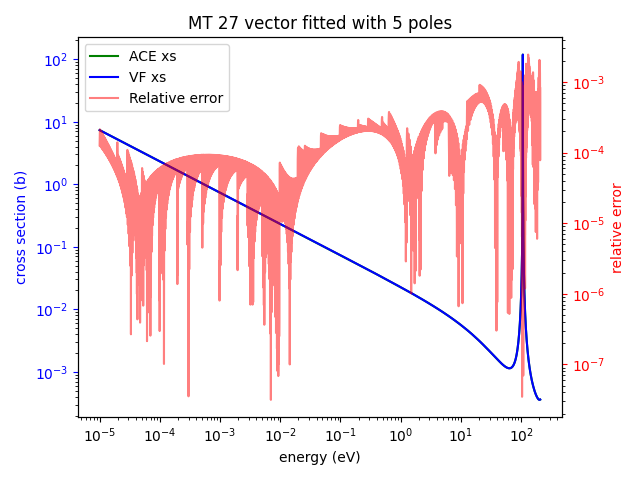 MT 27 vector fitted with 5 poles
ACE xs
VF xs
Relative error
cross section (b)
10²
10¹
10⁰
10⁻¹
10⁻²
10⁻³
relative error
10⁻³
10⁻⁴
10⁻⁵
10⁻⁶
10⁻⁷
10⁻⁵ 10⁻⁴ 10⁻³ 10⁻² 10⁻¹ 10⁰ 10¹ 10²
energy (eV)